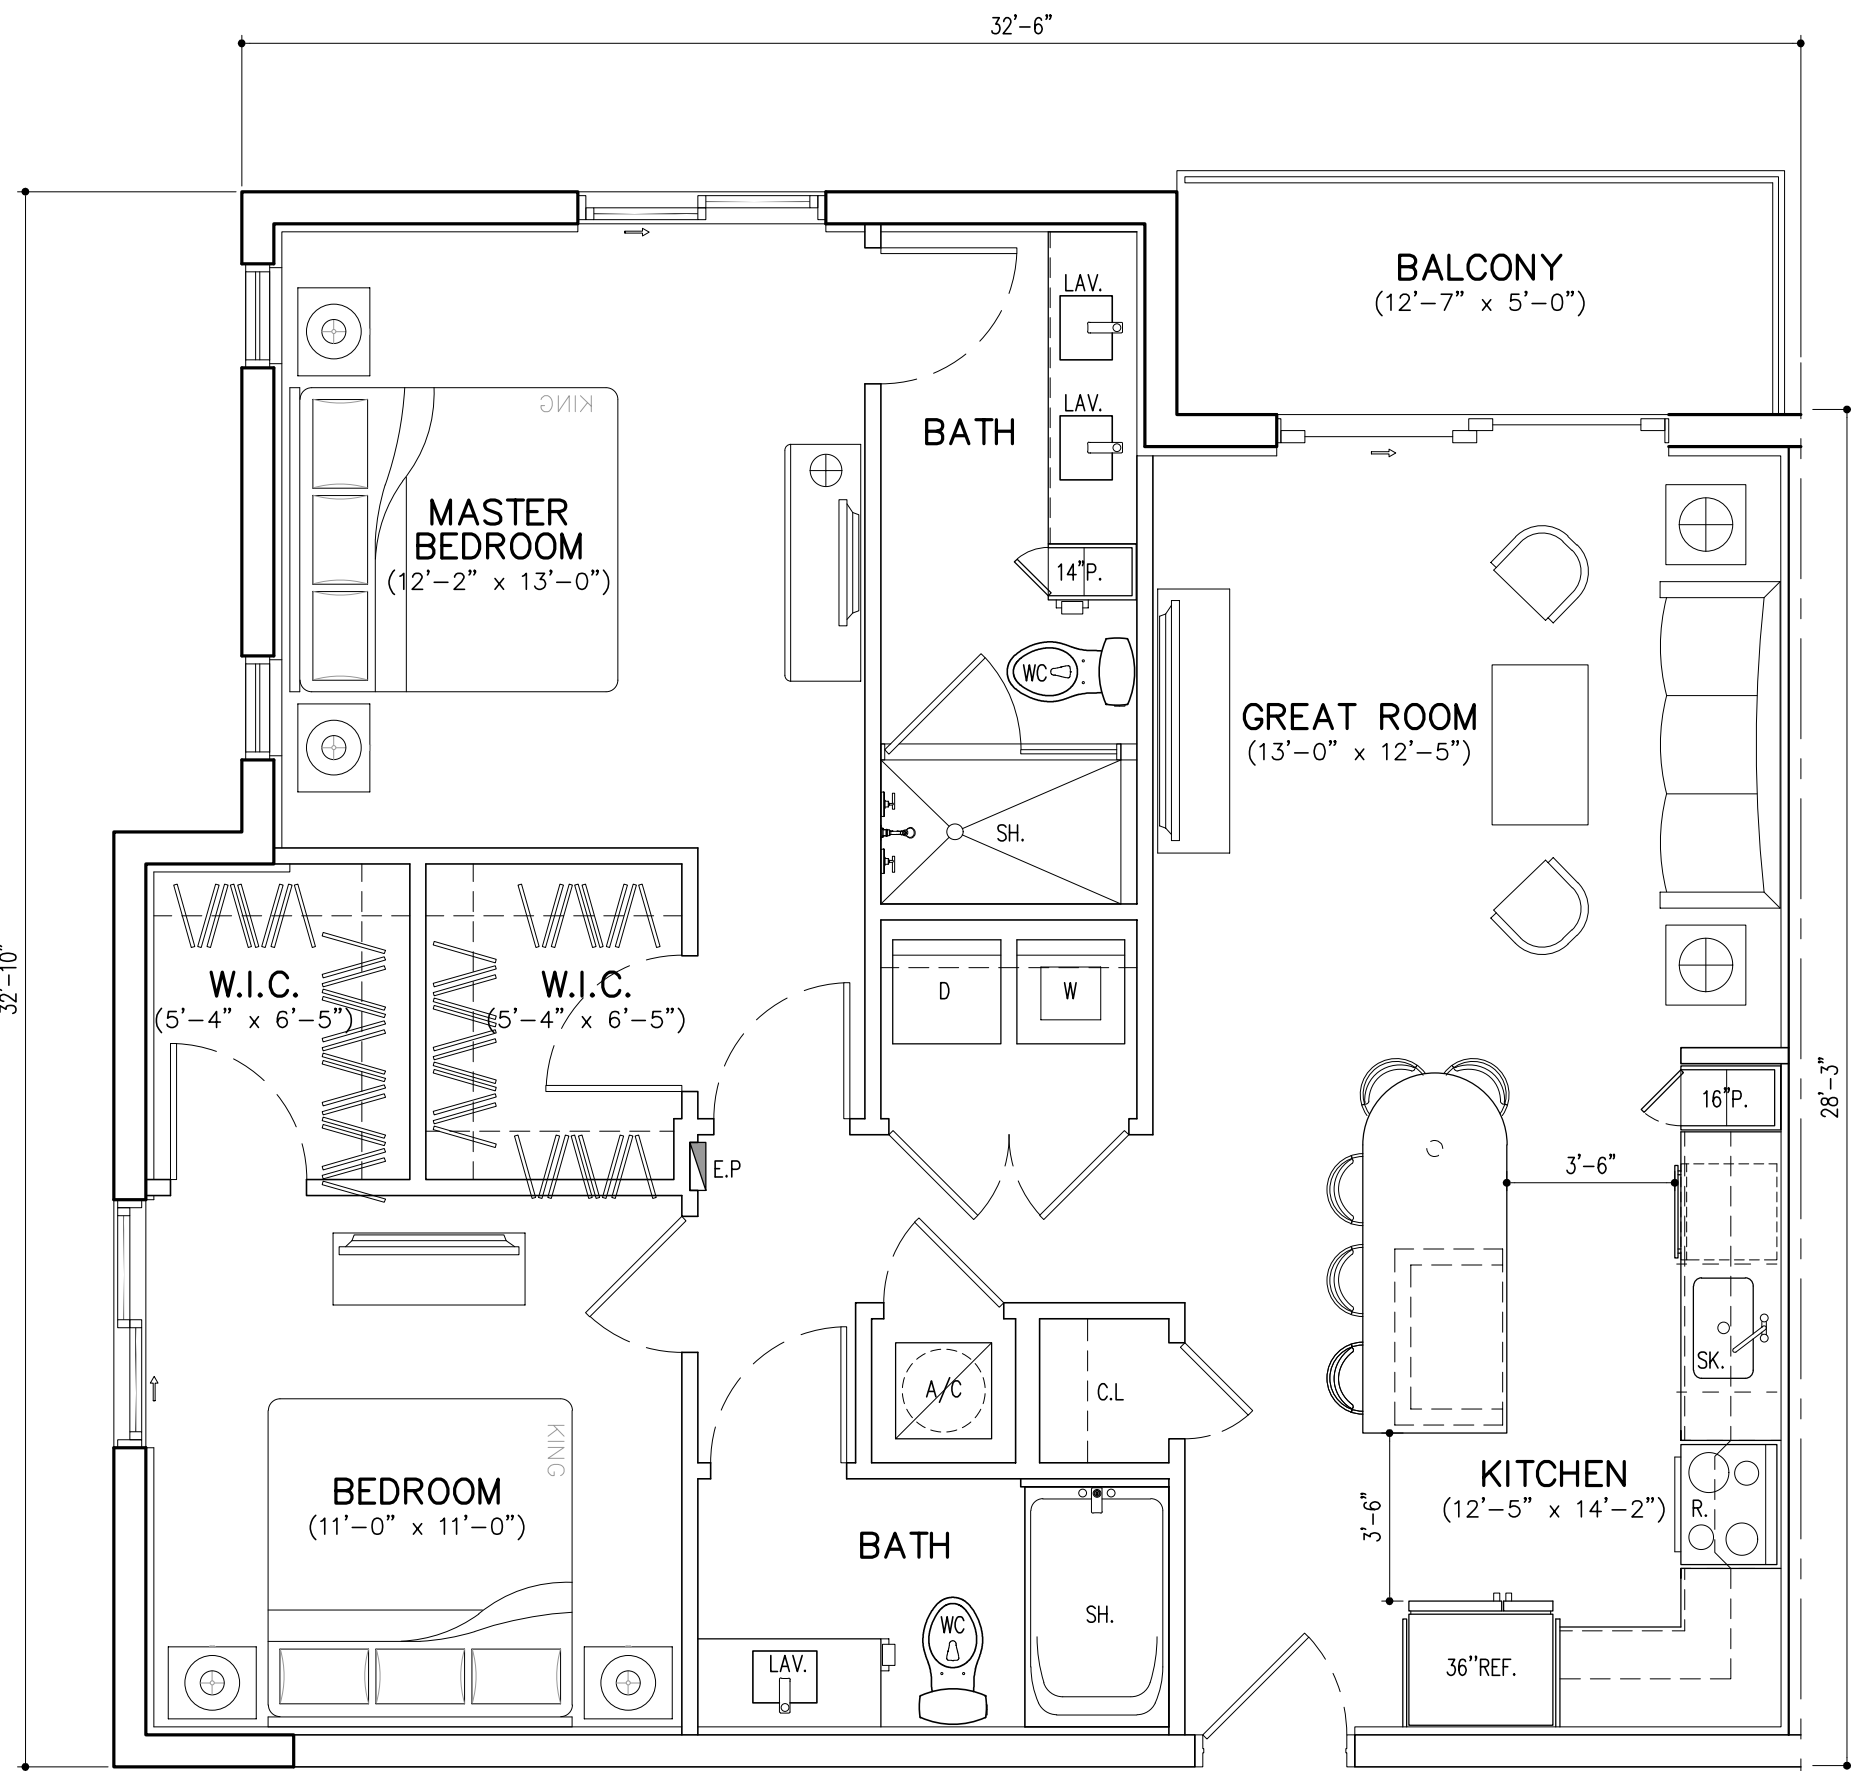 32'-6"
BALCONY
(12'-7" x 5'-0")
LAV.
KING
LAV.
BATH
MASTER
BEDROOM
(12'-2" x 13'-0")
14"P.
WC
GREAT ROOM
(13'-0" x 12'-5")
SH.
32'-10"
W.I.C.
(5'-4" x 6'-5")
W.I.C.
(5'-4" x 6'-5")
D
W
28'-3"
16"P.
E.P
3'-6"
SK.
A/C
C.L
KING
KITCHEN
(12'-5" x 14'-2")
R.
BEDROOM
(11'-0" x 11'-0")
3'-6"
BATH
SH.
WC
LAV.
36"REF.